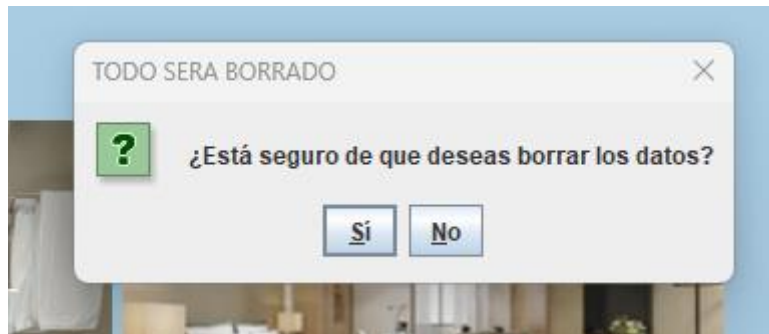 TODO SERA BORRADO
¿Está seguro de que deseas borrar los datos?
Sí
No